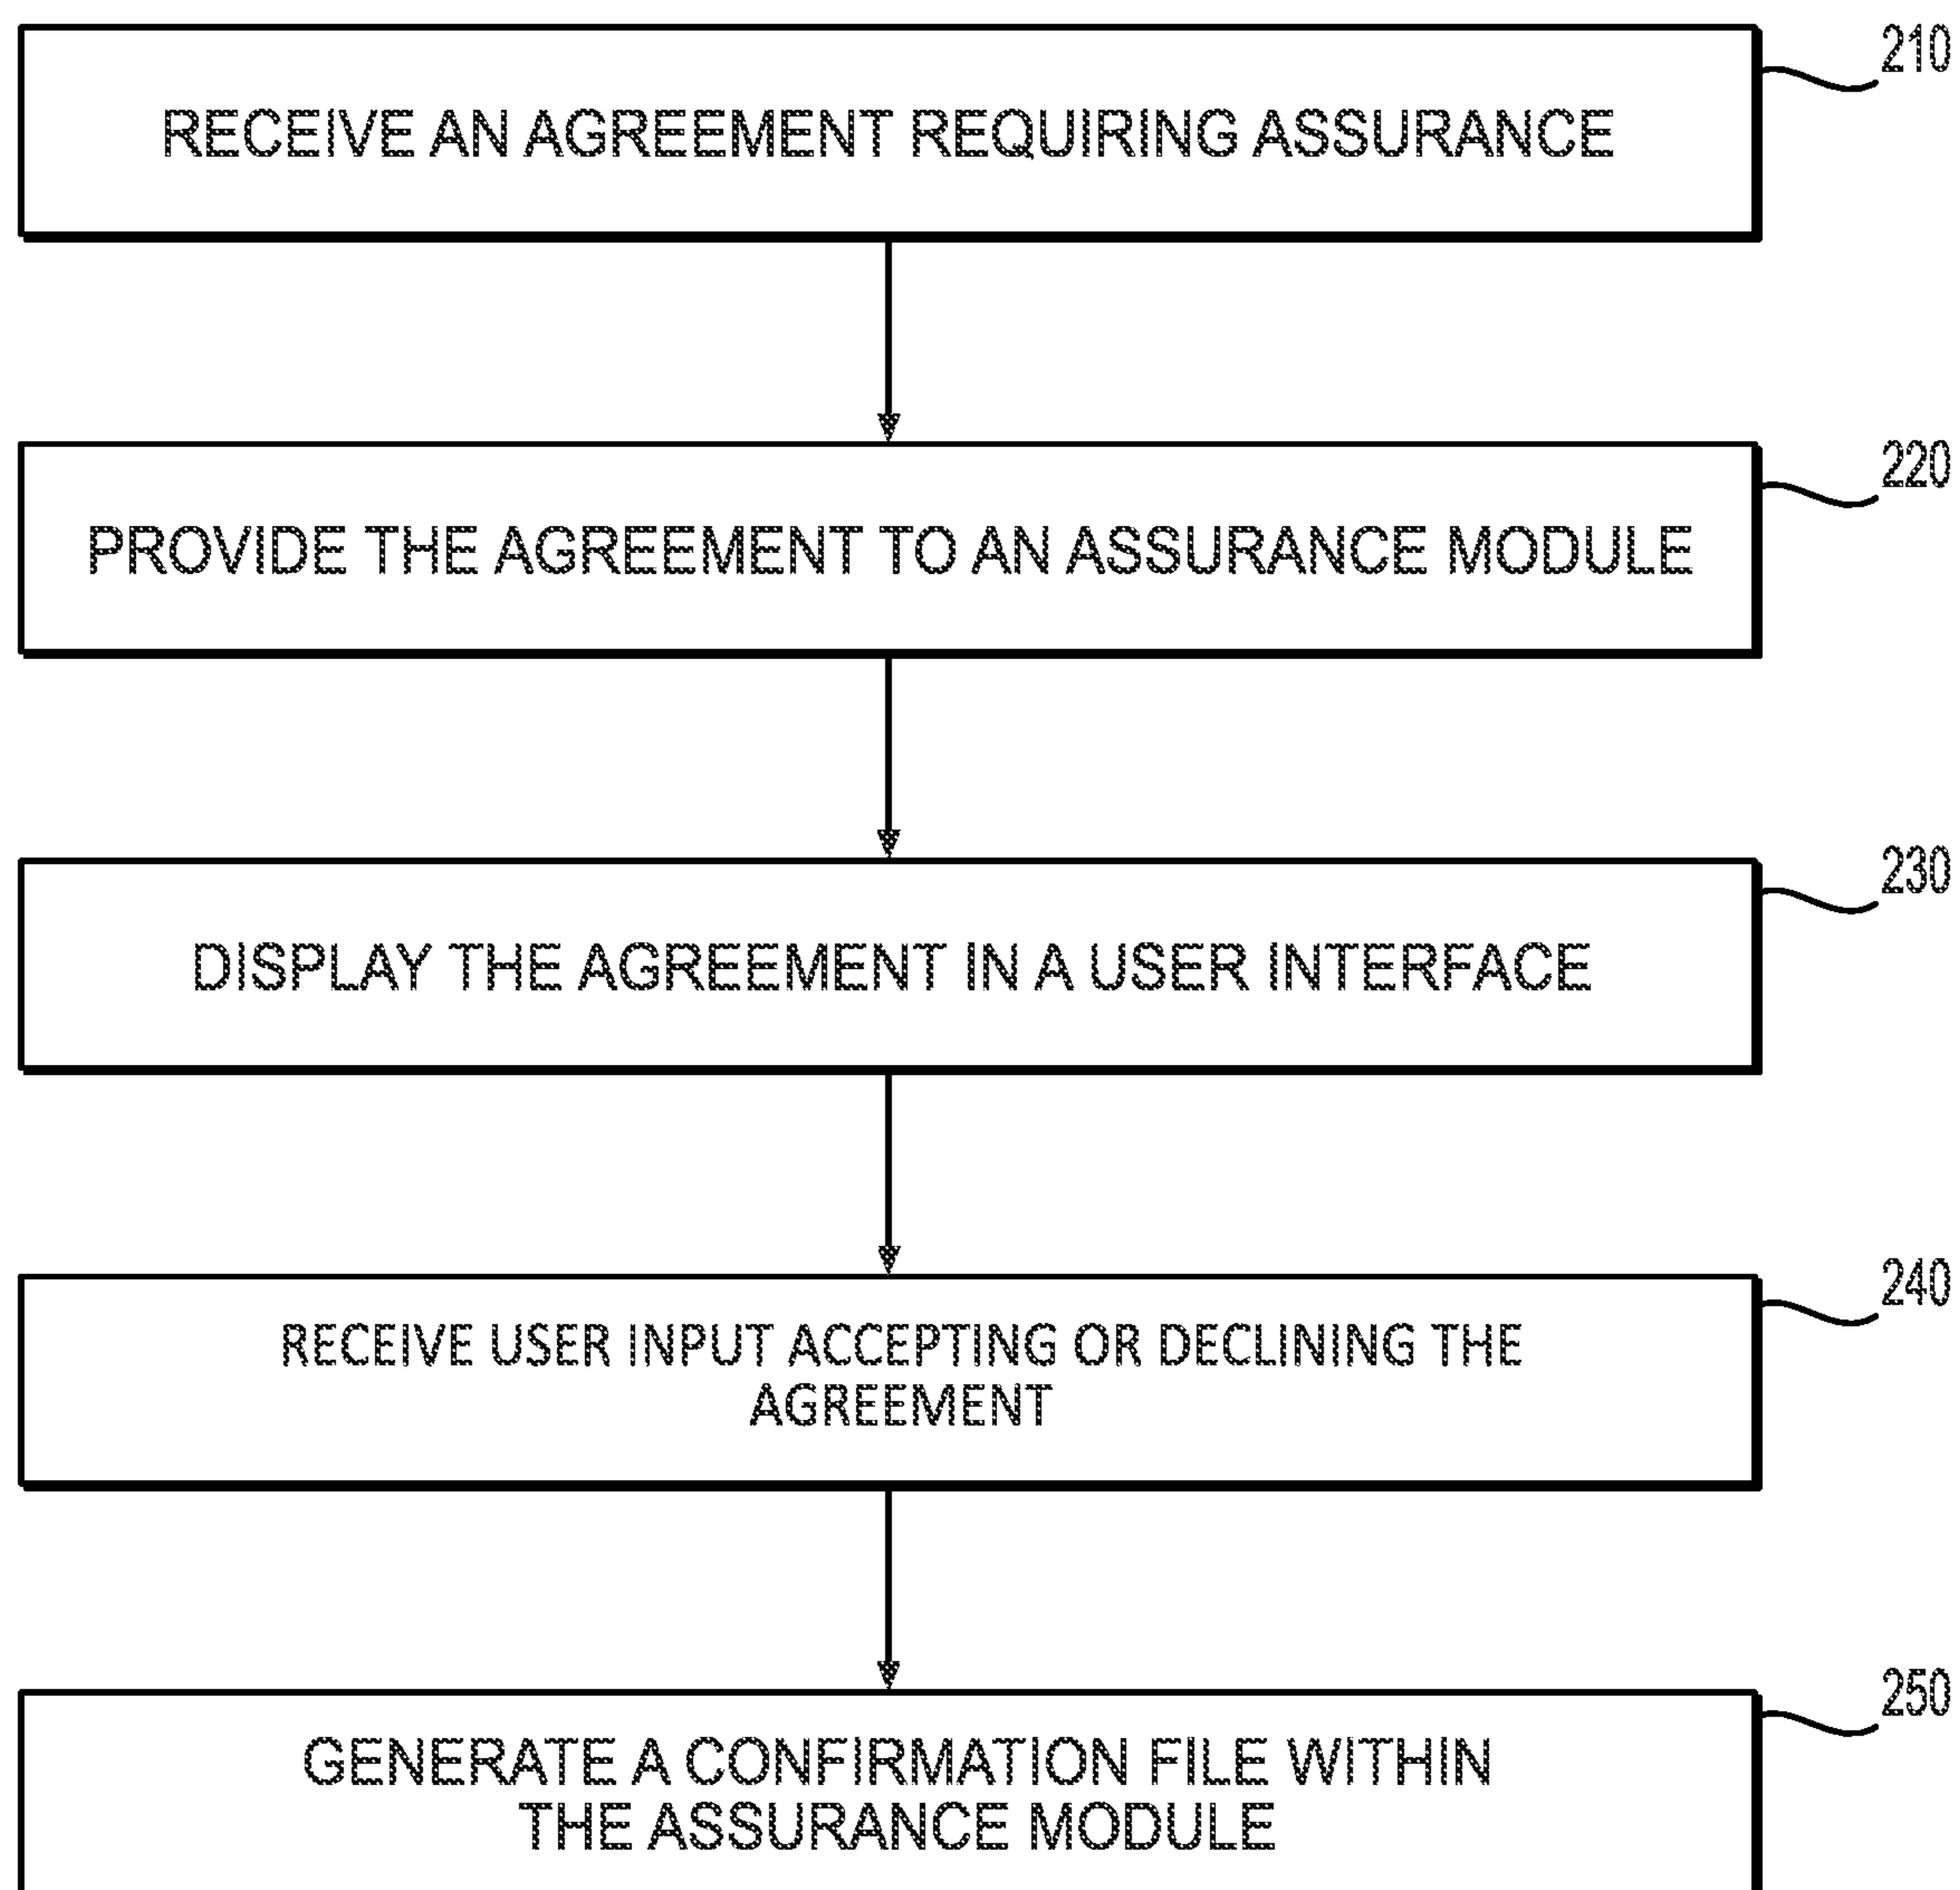 210
RECEIVE AN AGREEMENT REQUIRING ASSURANCE
220
PROVIDE THE AGREEMENT TO AN ASSURANCE MODULE
230
DISPLAY THE AGREEMENT IN A USER INTERFACE
240
RECEIVE USER INPUT ACCEPTING OR DECLINING THE
AGREEMENT
250
GENERATE A CONFIRMATION FILE WITHIN
THE ASSURANCE MODULE